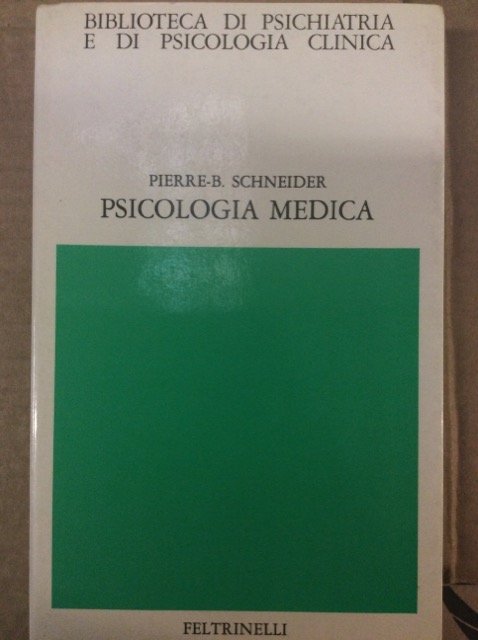 BIBLIOTECA DI PSICHIATRIA
E DI PSICOLOGIA CLINICA
PIERRE-B. SCHNEIDER
PSICOLOGIA MEDICA
FELTRINELLI